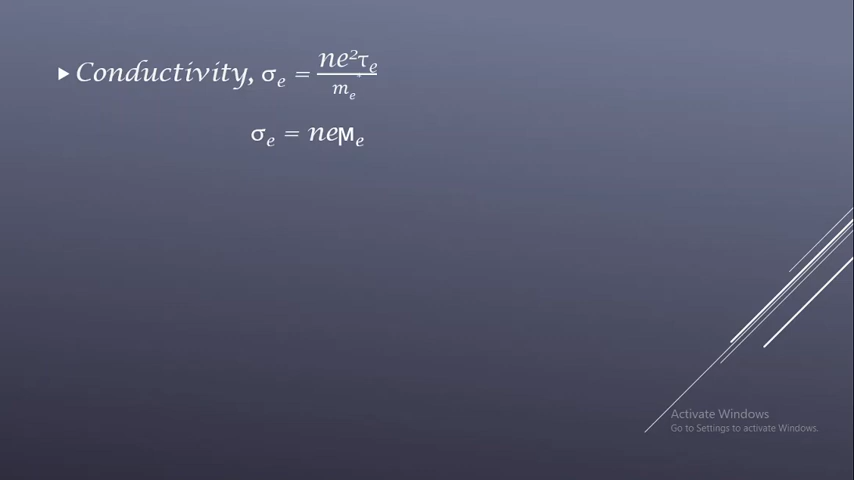 Conductivity, σₑ = ne²τₑ / mₑ*
σₑ = neμₑ
Activate Windows
Go to Settings to activate Windows.